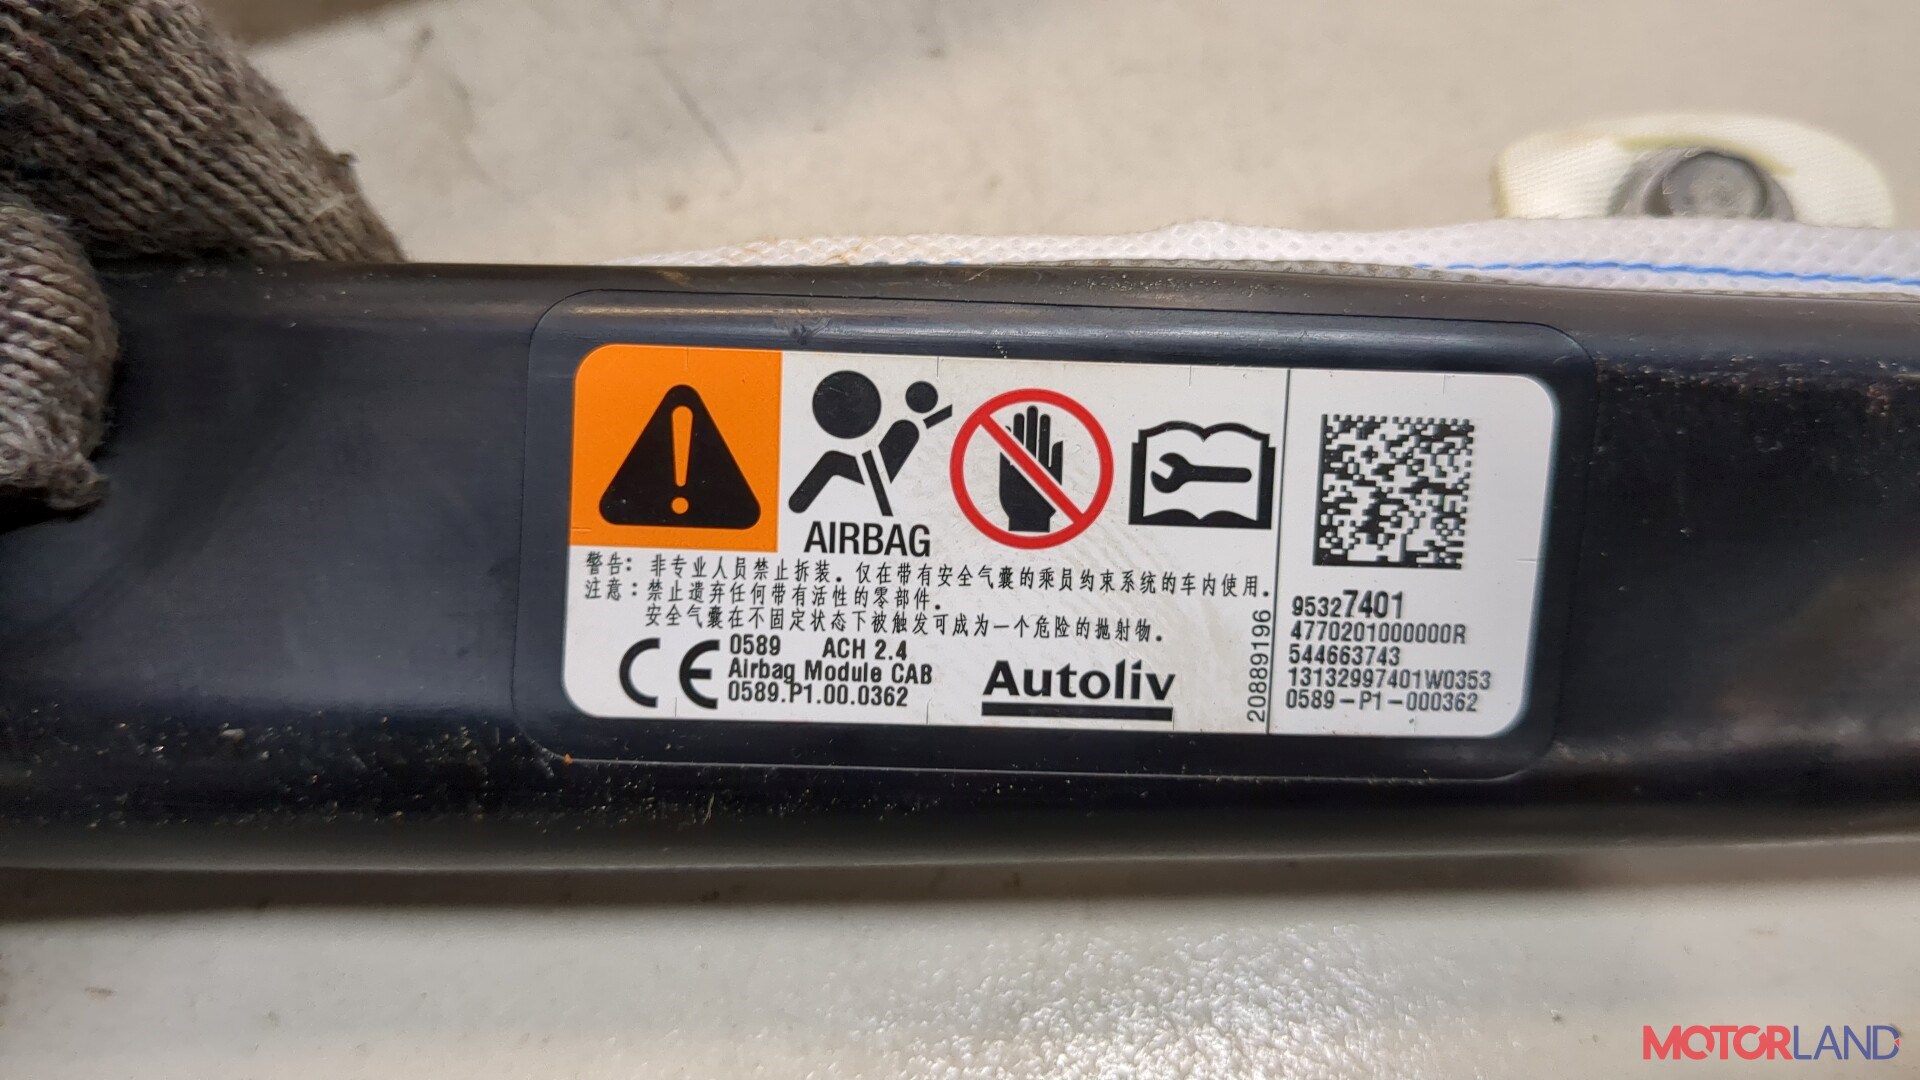 AIRBAG
警告：非专业人员禁止拆装。仅在带有安全气囊的乘员约束系统的车内使用。
注意：禁止遗弃任何带有活性的零部件。
安全气囊在不固定状态下被触发可成为一个危险的抛射物。
CE 0589 ACH 2.4
Airbag Module CAB
0589.P1.00.0362
Autoliv
20889196
95327401
4770201000000R
544663743
13132997401W0353
0589-P1-000362
MOTORLAND